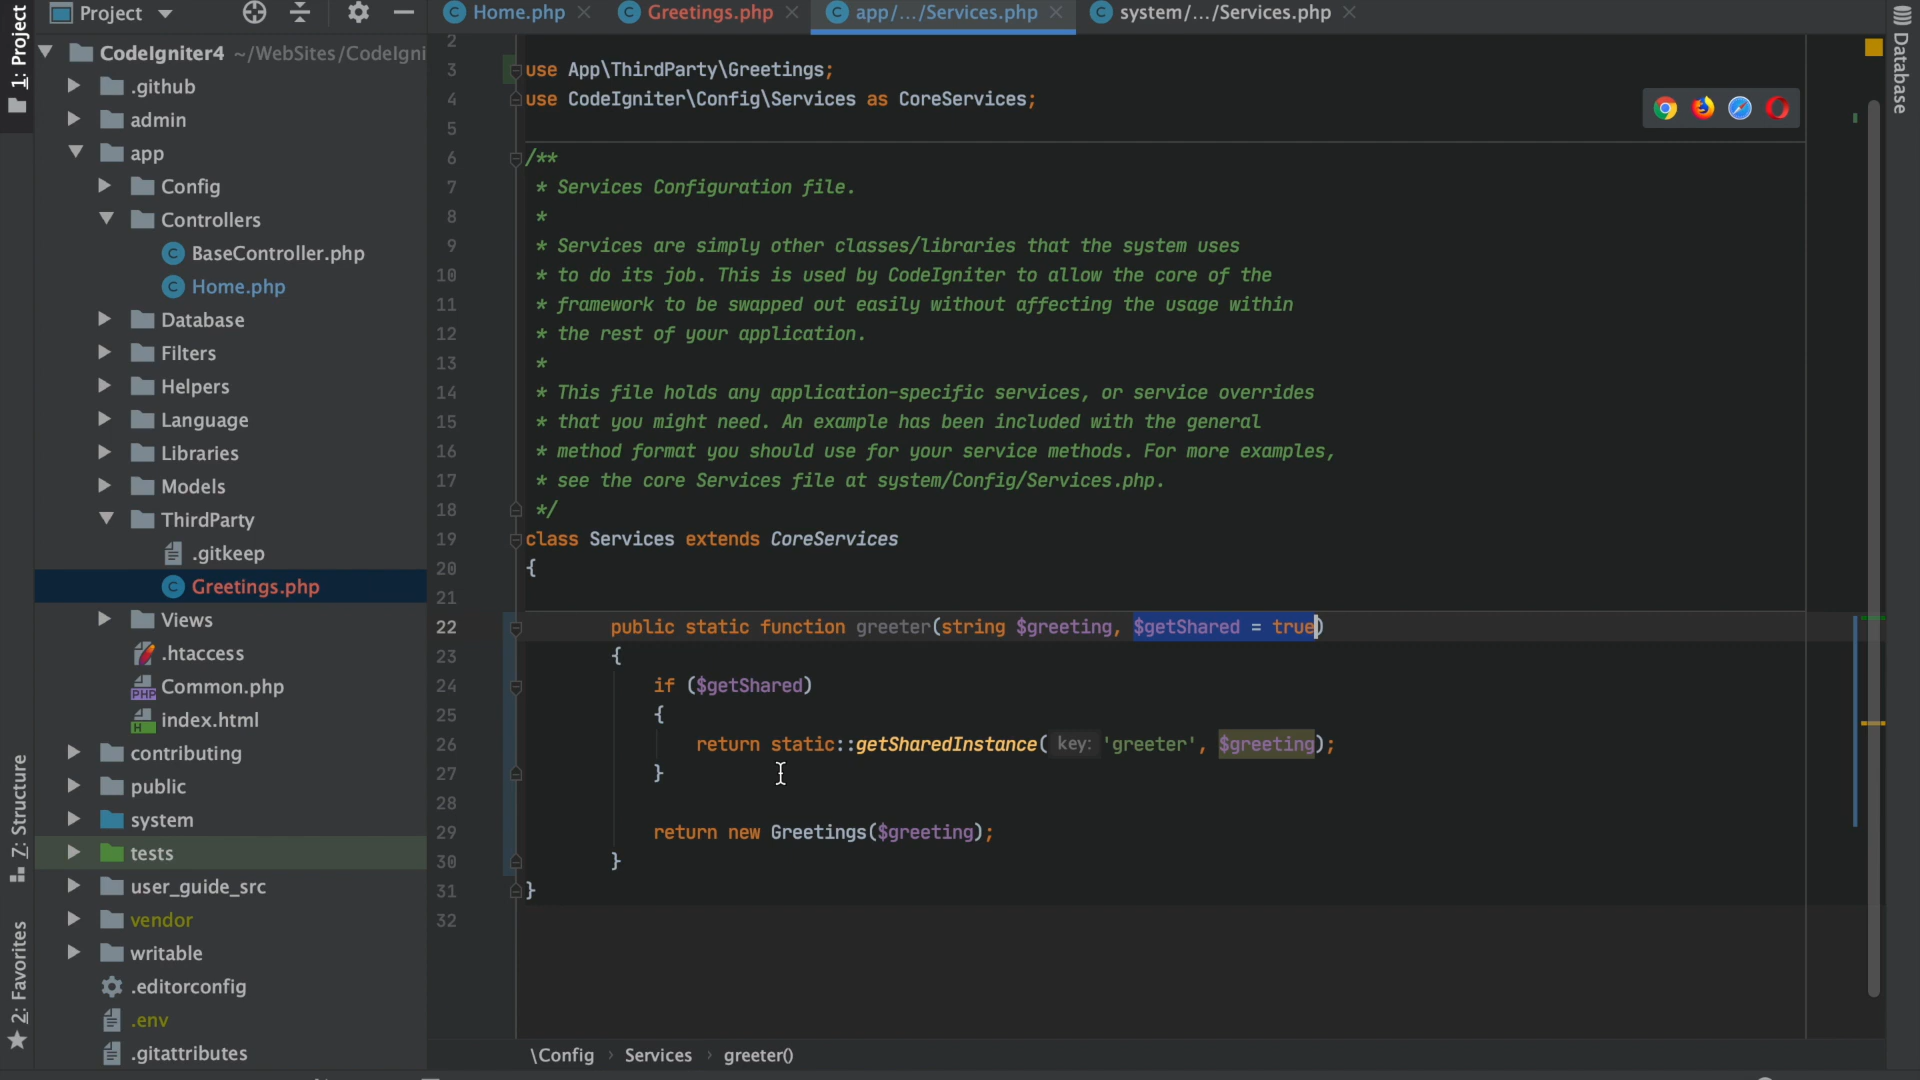 Project
Home.php
Greetings.php
app/.../Services.php
system/.../Services.php
1: Project
Z: Structure
2: Favorites
Database
CodeIgniter4 ~/WebSites/CodeIgni
.github
admin
app
Config
Controllers
BaseController.php
Home.php
Database
Filters
Helpers
Language
Libraries
Models
ThirdParty
.gitkeep
Greetings.php
Views
.htaccess
Common.php
index.html
contributing
public
system
tests
user_guide_src
vendor
writable
.editorconfig
.env
.gitattributes
2
3 use App\ThirdParty\Greetings;
4 use CodeIgniter\Config\Services as CoreServices;
5
6 /**
7 * Services Configuration file.
8 *
9 * Services are simply other classes/libraries that the system uses
10 * to do its job. This is used by CodeIgniter to allow the core of the
11 * framework to be swapped out easily without affecting the usage within
12 * the rest of your application.
13 *
14 * This file holds any application-specific services, or service overrides
15 * that you might need. An example has been included with the general
16 * method format you should use for your service methods. For more examples,
17 * see the core Services file at system/Config/Services.php.
18 */
19 class Services extends CoreServices
20 {
21
22 public static function greeter(string $greeting, $getShared = true)
23 {
24 if ($getShared)
25 {
26 return static::getSharedInstance( key: 'greeter', $greeting);
27 }
28
29 return new Greetings($greeting);
30 }
31 }
32
\Config › Services › greeter()